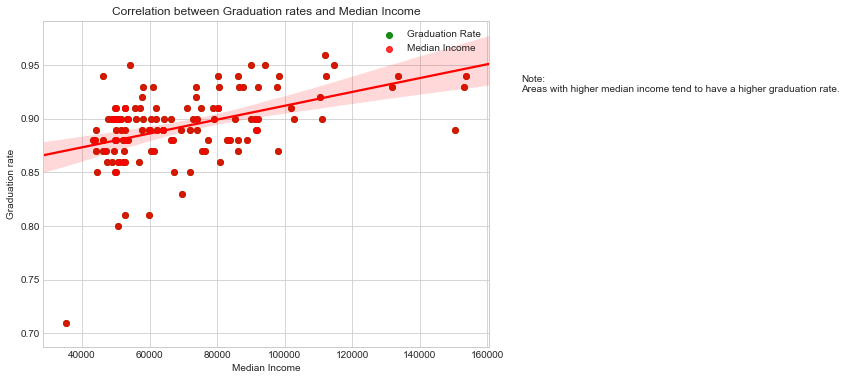 Correlation between Graduation rates and Median Income
Graduation Rate
Median Income
0.95
0.90
0.85
0.80
0.75
0.70
Graduation rate
40000
60000
80000
100000
120000
140000
160000
Median Income
Note:
Areas with higher median income tend to have a higher graduation rate.